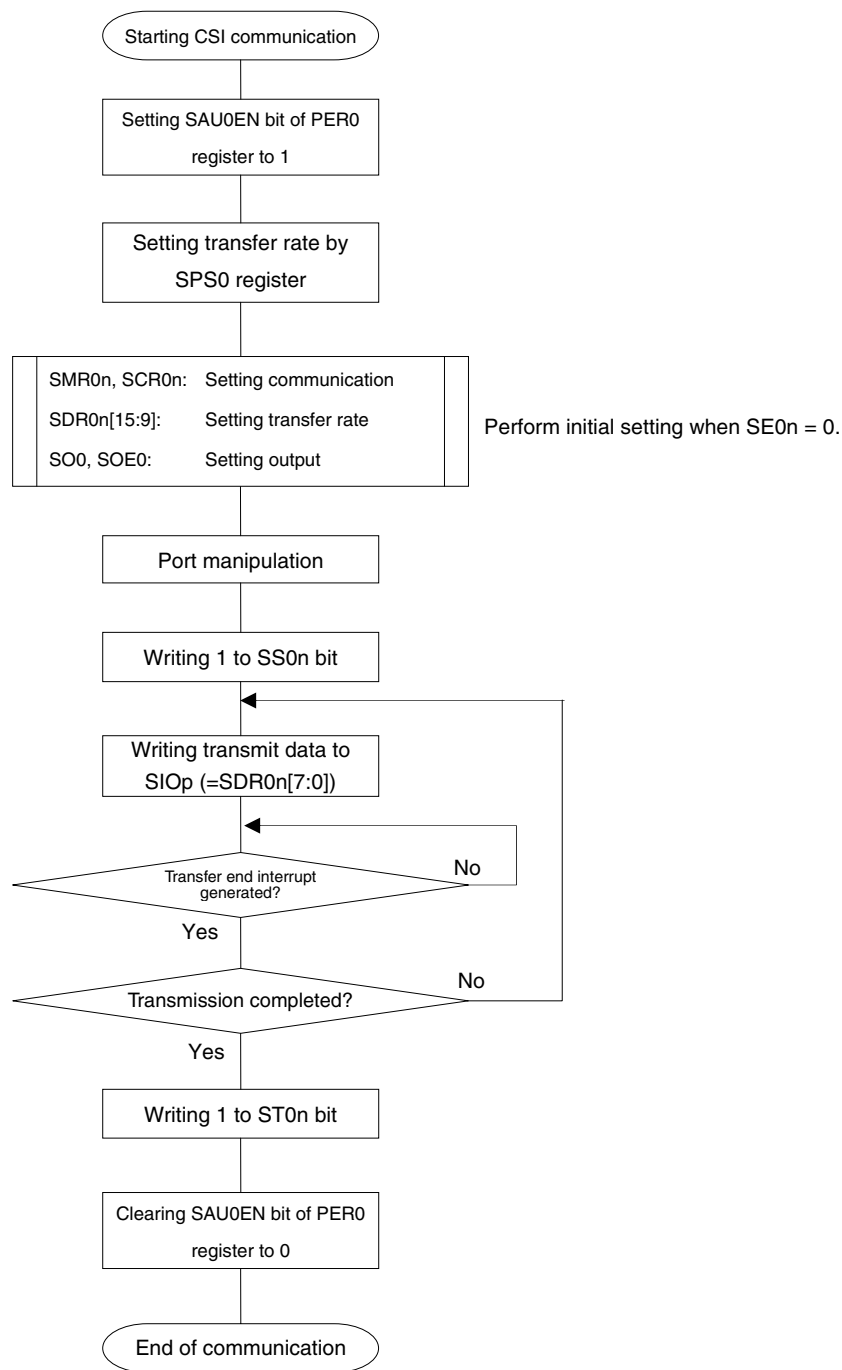 Starting CSI communication
Setting SAU0EN bit of PER0
register to 1
Setting transfer rate by
SPS0 register
SMR0n, SCR0n: Setting communication
SDR0n[15:9]: Setting transfer rate
SO0, SOE0: Setting output
Perform initial setting when SE0n = 0.
Port manipulation
Writing 1 to SS0n bit
Writing transmit data to
SIOp (=SDR0n[7:0])
Transfer end interrupt
generated?
No
Yes
Transmission completed?
No
Yes
Writing 1 to ST0n bit
Clearing SAU0EN bit of PER0
register to 0
End of communication